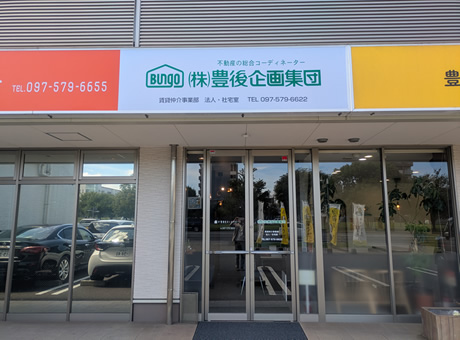 TEL.097-579-6655
不動産の総合コーディネーター
BUNGO
(株)豊後企画集団
賃貸仲介事業部 法人・社宅室 TEL 097-579-6622
豊